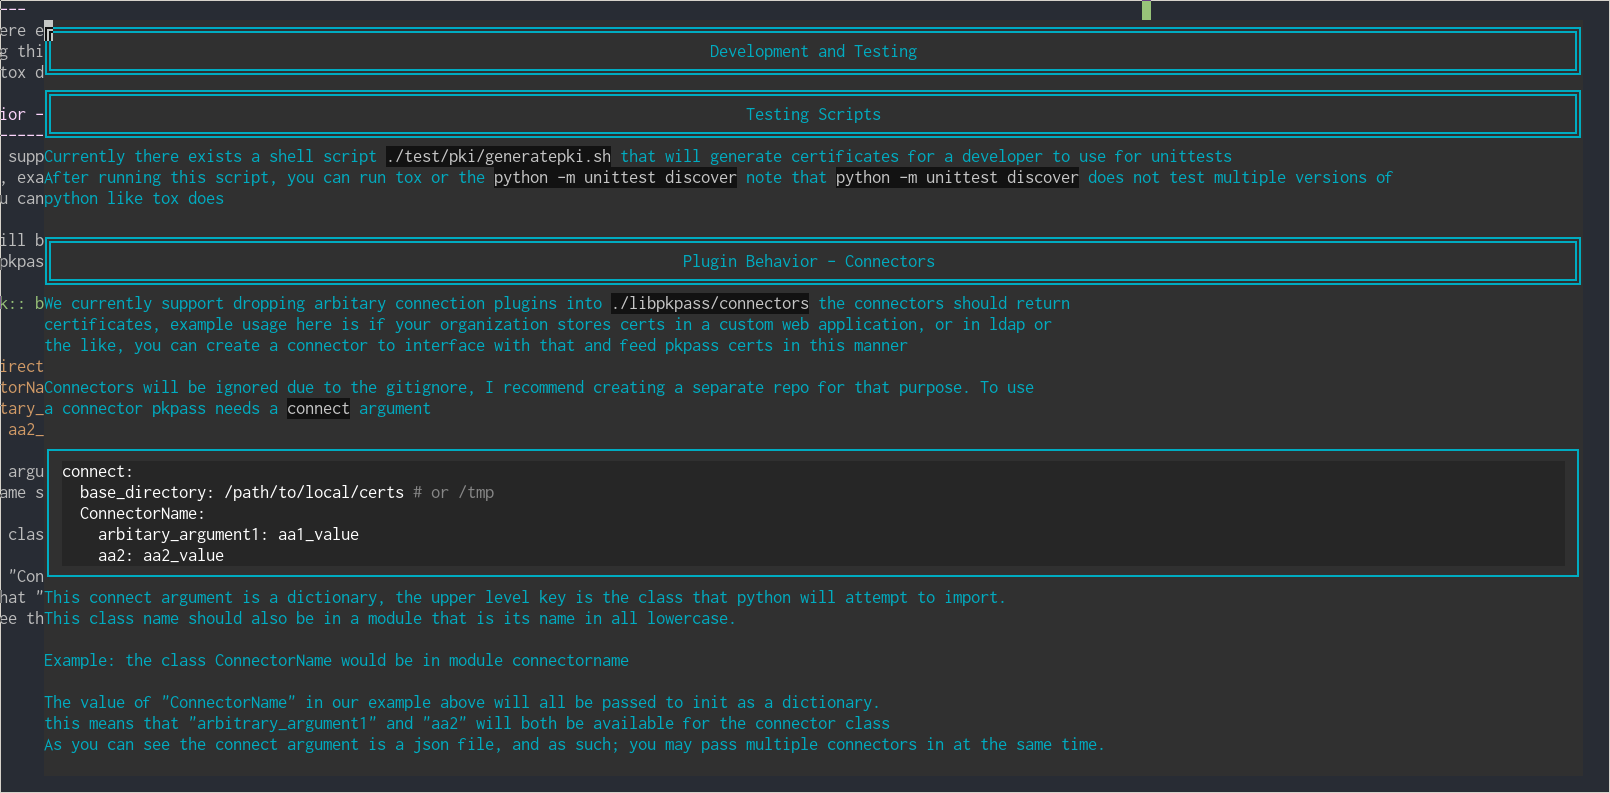 ---
ere e
Development and Testing
g thi
tox d
Testing Scripts
ior -
-----
supp Currently there exists a shell script ./test/pki/generatepki.sh that will generate certificates for a developer to use for unittests
, exa After running this script, you can run tox or the python -m unittest discover note that python -m unittest discover does not test multiple versions of
u can python like tox does
ill b
pkpas
Plugin Behavior - Connectors
k:: b We currently support dropping arbitary connection plugins into ./libpkpass/connectors the connectors should return
certificates, example usage here is if your organization stores certs in a custom web application, or in ldap or
the like, you can create a connector to interface with that and feed pkpass certs in this manner
irect
torNa Connectors will be ignored due to the gitignore, I recommend creating a separate repo for that purpose. To use
tary_ a connector pkpass needs a connect argument
aa2_
argu connect:
ame s base_directory: /path/to/local/certs # or /tmp
ConnectorName:
clas arbitary_argument1: aa1_value
aa2: aa2_value
"Con
hat " This connect argument is a dictionary, the upper level key is the class that python will attempt to import.
ee th This class name should also be in a module that is its name in all lowercase.
Example: the class ConnectorName would be in module connectorname
The value of "ConnectorName" in our example above will all be passed to init as a dictionary.
this means that "arbitrary_argument1" and "aa2" will both be available for the connector class
As you can see the connect argument is a json file, and as such; you may pass multiple connectors in at the same time.